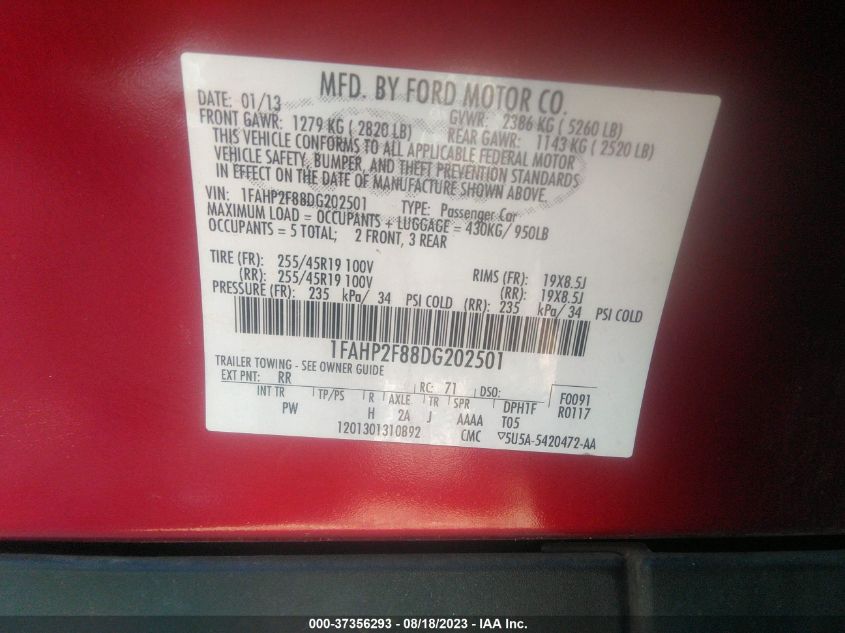 MFD. BY FORD MOTOR CO.
DATE: 01/13 GVWR: 2386 KG ( 5260 LB)
FRONT GAWR: 1279 KG ( 2820 LB) REAR GAWR: 1143 KG ( 2520 LB)
THIS VEHICLE CONFORMS TO ALL APPLICABLE FEDERAL MOTOR
VEHICLE SAFETY, BUMPER, AND THEFT PREVENTION STANDARDS
IN EFFECT ON THE DATE OF MANUFACTURE SHOWN ABOVE.
VIN: 1FAHP2F88DG202501 TYPE: Passenger Car
MAXIMUM LOAD = OCCUPANTS + LUGGAGE = 430KG/ 950LB
OCCUPANTS = 5 TOTAL; 2 FRONT, 3 REAR
TIRE (FR): 255/45R19 100V RIMS (FR): 19X8.5J
(RR): 255/45R19 100V (RR): 19X8.5J
PRESSURE (FR): 235 kPa/ 34 PSI COLD (RR): 235 kPa/ 34 PSI COLD
1FAHP2F88DG202501
TRAILER TOWING - SEE OWNER GUIDE
EXT PNT: RR RC: 71 DSO: F0091
INT TR TP/PS R AXLE TR SPR DPH1F R0117
PW H 2A J AAAA T05
1201301310892 CMC ▽5U5A-5420472-AA
000-37356293 - 08/18/2023 - IAA Inc.